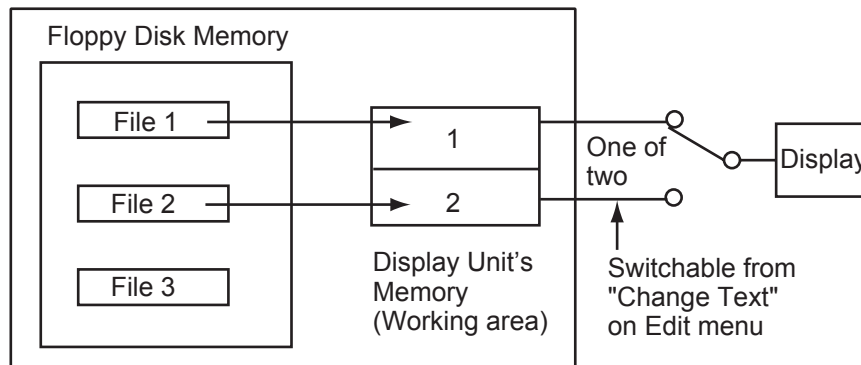 Floppy Disk Memory
File 1
File 2
File 3
1
2
Display Unit's
Memory
(Working area)
One of
two
Display
Switchable from
"Change Text"
on Edit menu